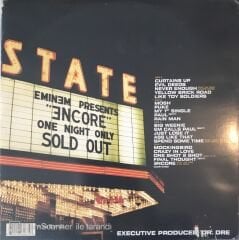 STATE
EMINEM PRESENTS
"ENCORE"
ONE NIGHT ONLY
SOLD OUT
CURTAINS UP
EVIL DEEDS
NEVER ENOUGH
YELLOW BRICK ROAD
LIKE TOY SOLDIERS
MOSH
PUKE
MY 1st SINGLE
PAUL
RAIN MAN
BIG WEENIE
EM CALLS PAUL
JUST LOSE IT
ASS LIKE THAT
SPEND SOME TIME
MOCKINGBIRD
CRAZY IN LOVE
ONE SHOT 2 SHOT
FINAL THOUGHT
ENCORE
EXECUTIVE PRODUCER: DR. DRE
ile tarandı